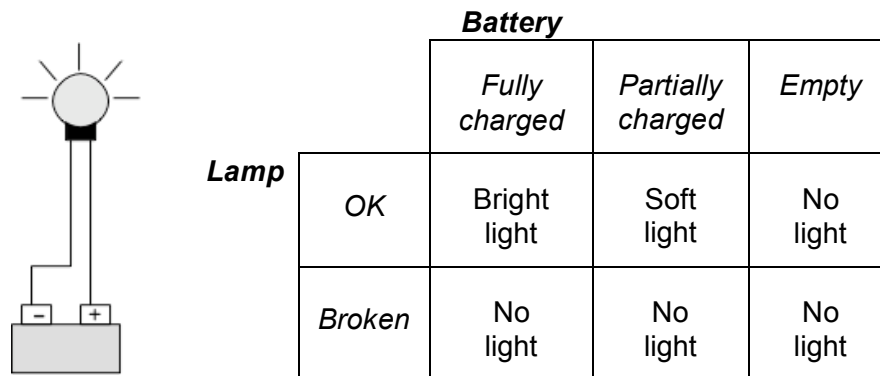 Battery
Fully charged
Partially charged
Empty
Lamp
OK
Bright light
Soft light
No light
Broken
No light
No light
No light
–
+